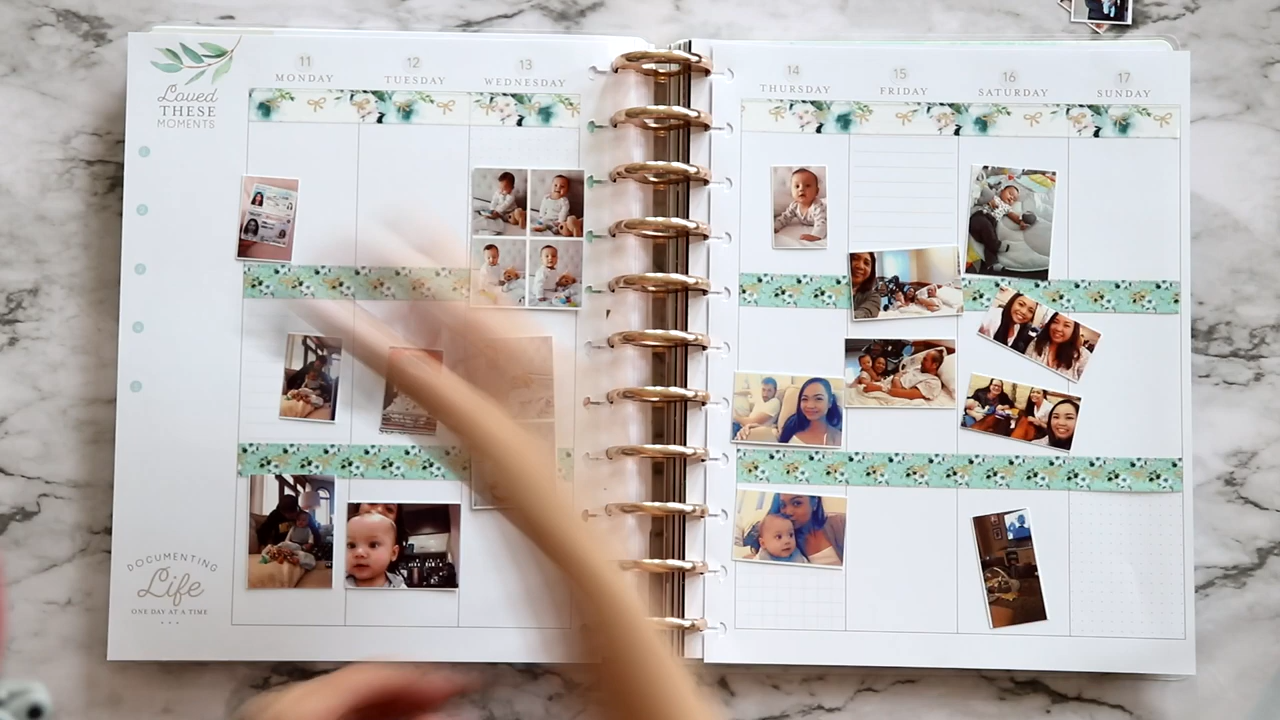 Loved
THESE
MOMENTS
11
MONDAY
12
TUESDAY
13
WEDNESDAY
14
THURSDAY
15
FRIDAY
16
SATURDAY
17
SUNDAY
DOCUMENTING
Life
ONE DAY AT A TIME